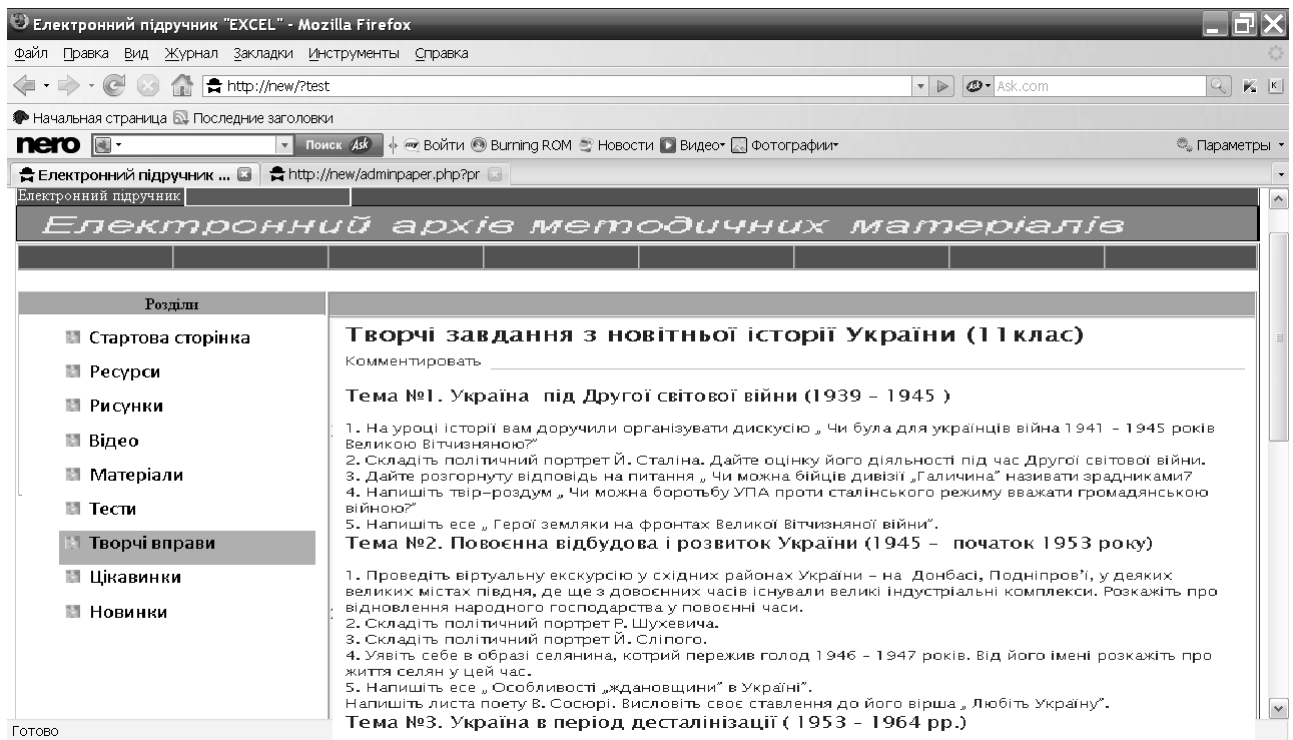 Електронний підручник "EXCEL" - Mozilla Firefox
Файл Правка Вид Журнал Закладки Инструменты Справка
http://new/?test Ask.com
Начальная страница Последние заголовки
nero Поиск Ask Войти Burning ROM Новости Видео Фотографии Параметры
Електронний підручник ... http://new/adminpaper.php?pr
Електронний підручник
Електронний архів методичних матеріалів
Розділи
Стартова сторінка
Ресурси
Рисунки
Відео
Матеріали
Тести
Творчі вправи
Цікавинки
Новинки
Творчі завдання з новітньої історії України (11клас)
Комментировать
Тема №1. Україна під Другої світової війни (1939 – 1945 )
1. На уроці історії вам доручили організувати дискусію „ Чи була для українців війна 1941 – 1945 років
Великою Вітчизняною?”
2. Складіть політичний портрет Й. Сталіна. Дайте оцінку його діяльності під час Другої світової війни.
3. Дайте розгорнуту відповідь на питання „ Чи можна бійців дивізії „Галичина” називати зрадниками?
4. Напишіть твір–роздум „ Чи можна боротьбу УПА проти сталінського режиму вважати громадянською
війною?”
5. Напишіть есе „ Герої земляки на фронтах Великої Вітчизняної війни”.
Тема №2. Повоєнна відбудова і розвиток України (1945 – початок 1953 року)
1. Проведіть віртуальну екскурсію у східних районах України – на Донбасі, Подніпров’ї, у деяких
великих містах півдня, де ще з довоєнних часів існували великі індустріальні комплекси. Розкажіть про
відновлення народного господарства у повоєнні часи.
2. Складіть політичний портрет Р. Шухевича.
3. Складіть політичний портрет Й. Сліпого.
4. Уявіть себе в образі селянина, котрий пережив голод 1946 – 1947 років. Від його імені розкажіть про
життя селян у цей час.
5. Напишіть есе „ Особливості „ждановщини” в Україні”.
Напишіть листа поету В. Сосюрі. Висловіть своє ставлення до його вірша „ Любіть Україну”.
Тема №3. Україна в період десталінізації ( 1953 – 1964 рр.)
Готово